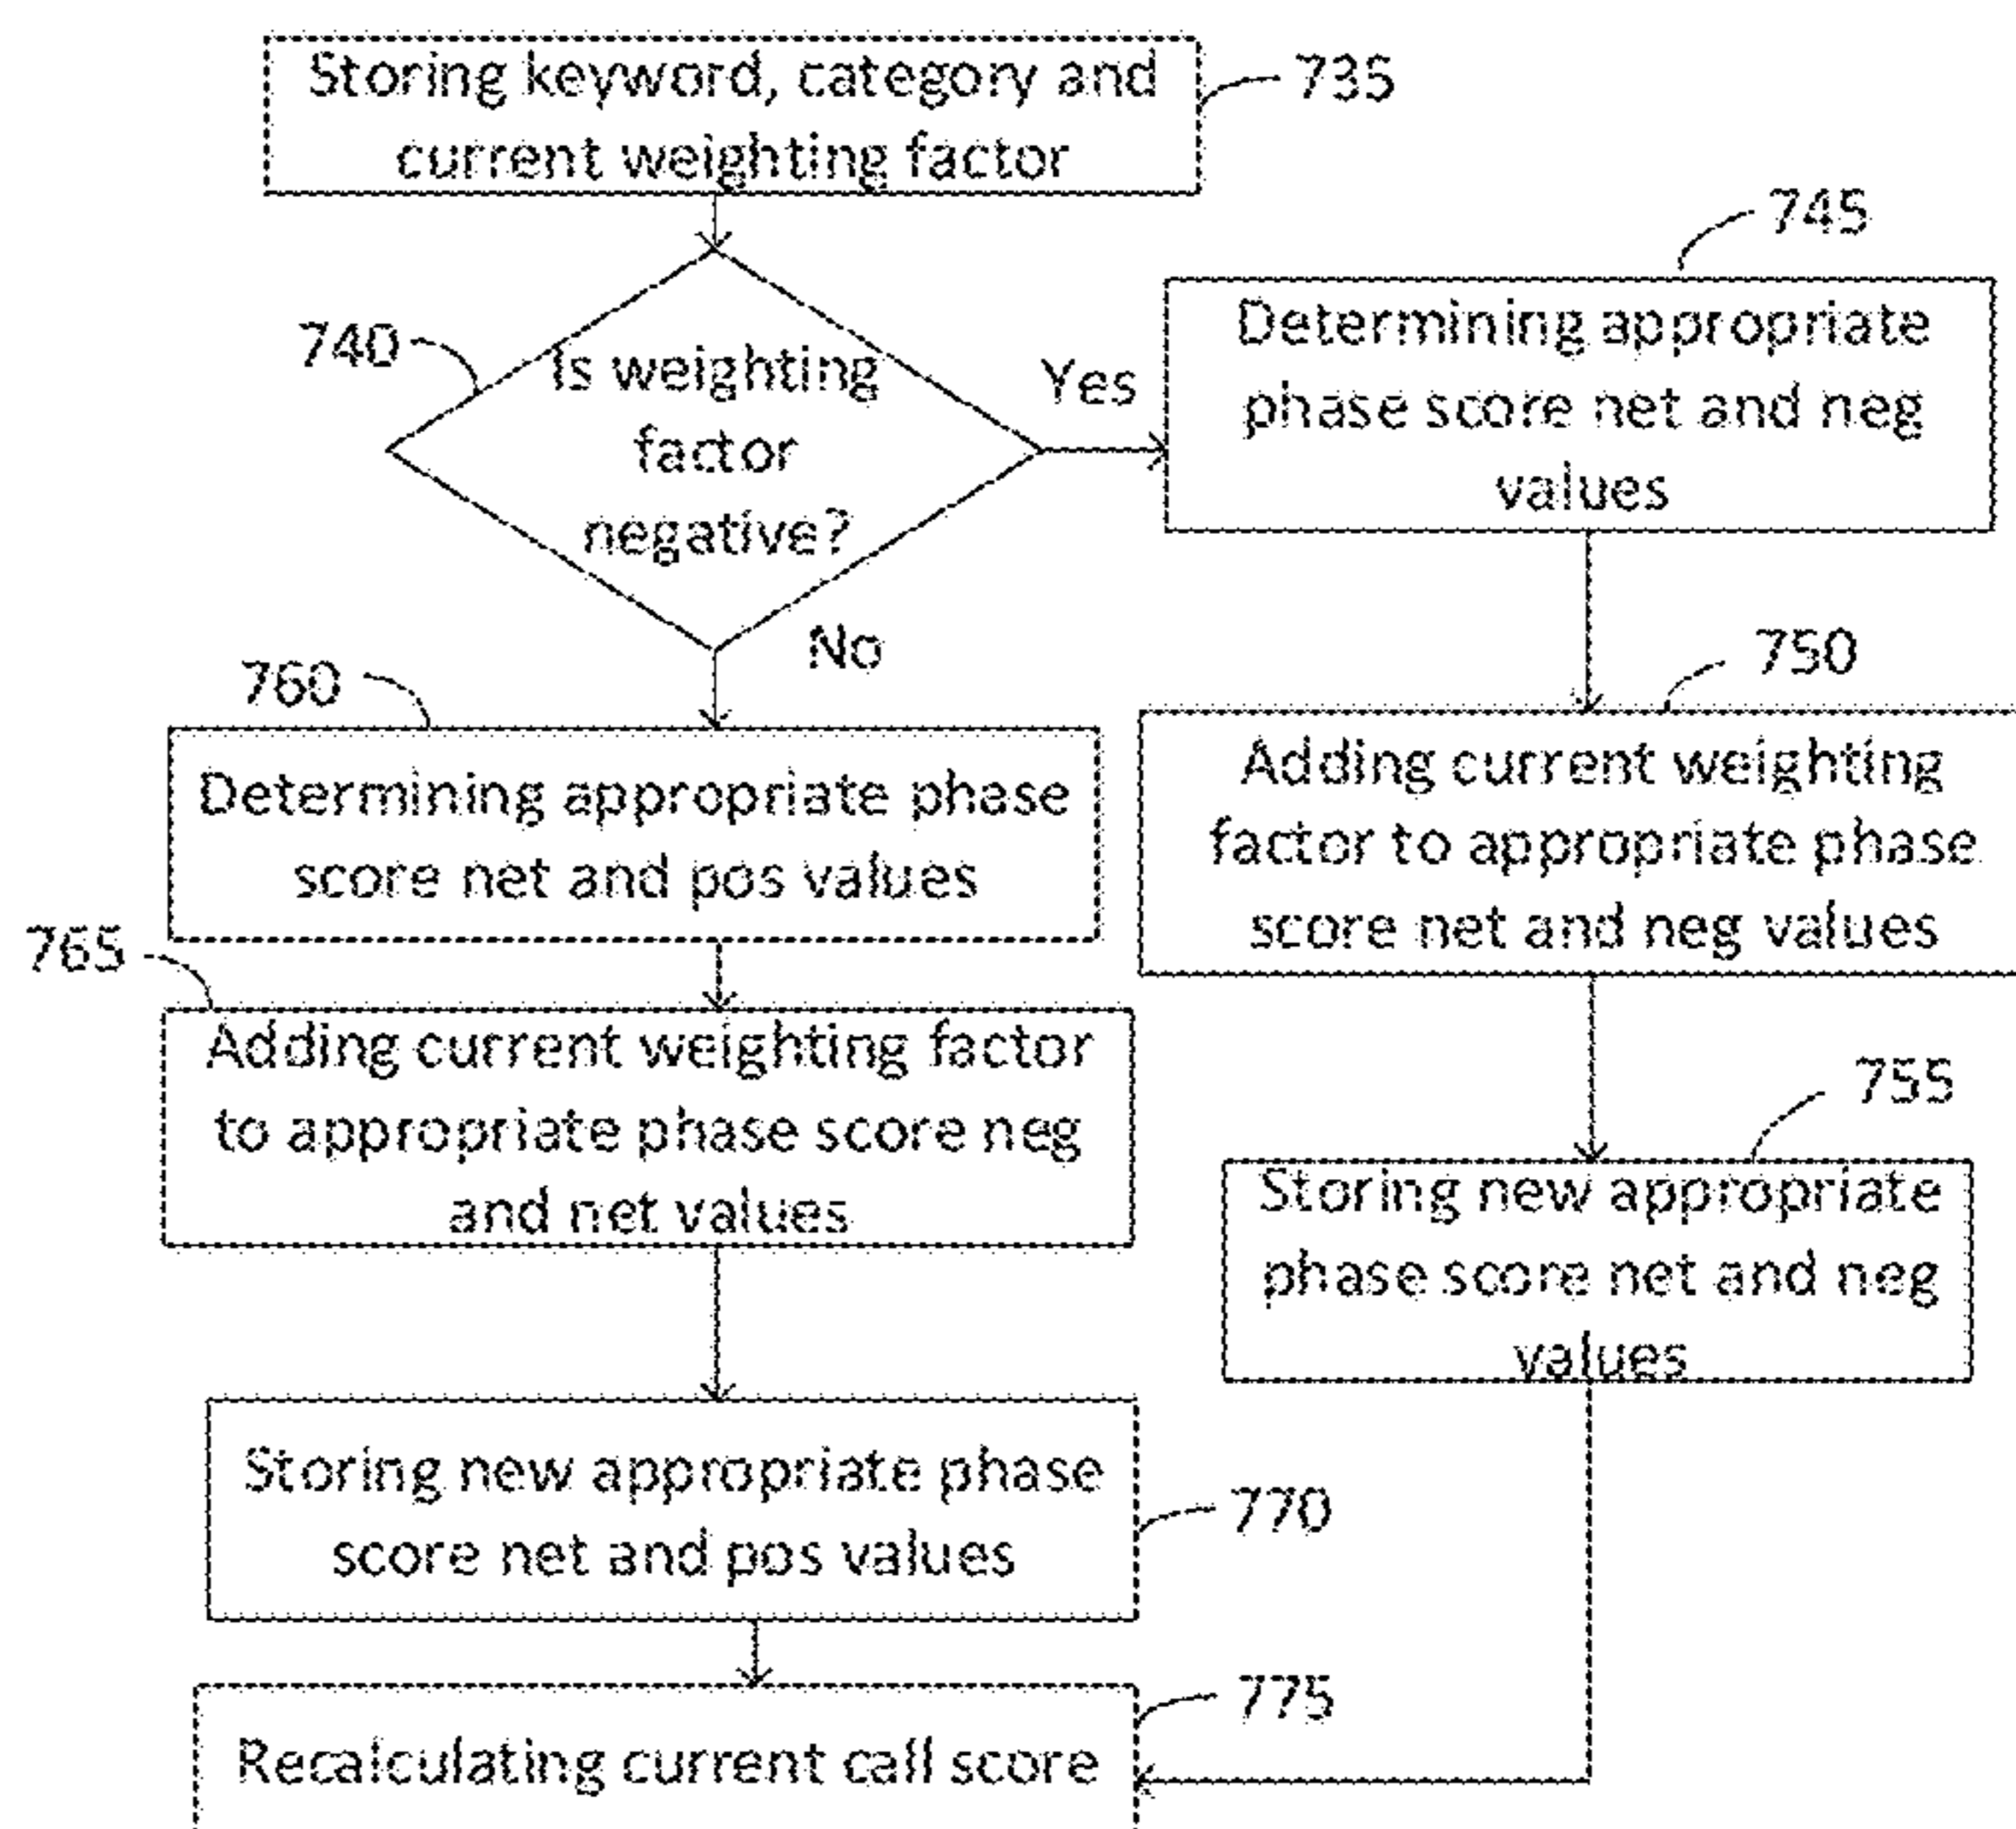 Storing keyword, category and
current weighting factor
735
740
Is weighting
factor
negative?
Yes
No
745
Determining appropriate
phase score net and neg
values
750
Adding current weighting
factor to appropriate phase
score net and neg values
755
Storing new appropriate
phase score net and neg
values
760
Determining appropriate phase
score net and pos values
765
Adding current weighting factor
to appropriate phase score neg
and net values
Storing new appropriate phase
score net and pos values
770
775
Recalculating current call score